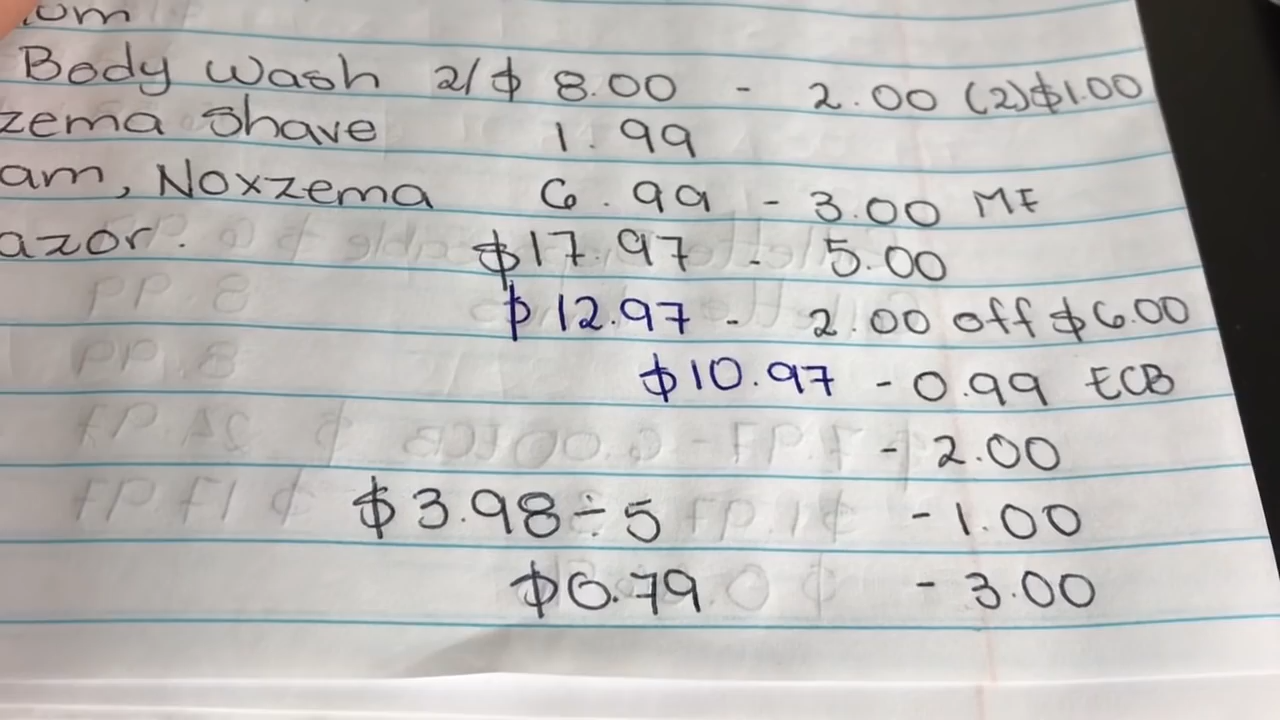 Body Wash 2/$ 8.00 - 2.00 (2)$1.00
zema Shave 1.99
am, Noxzema 6.99 - 3.00 MF
azor. $17.97 - 5.00
$12.97 - 2.00 off $6.00
$10.97 - 0.99 ECB
- 2.00
$3.98 ÷ 5 - 1.00
$0.79 - 3.00